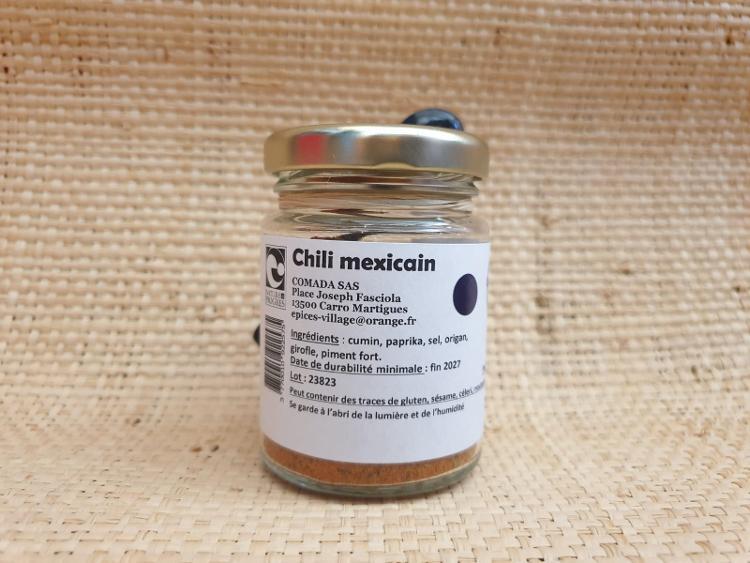 Chili mexicain
COMADA SAS
Place Joseph Fasciola
13500 Carro Martigues
epices-village@orange.fr
NATURE &
PROGRES
Ingrédients : cumin, paprika, sel, origan,
girofle, piment fort.
Date de durabilité minimale : fin 2027
Lot : 23823
Peut contenir des traces de gluten, sésame, céleri,
Se garde à l'abri de la lumière et de l'humidité